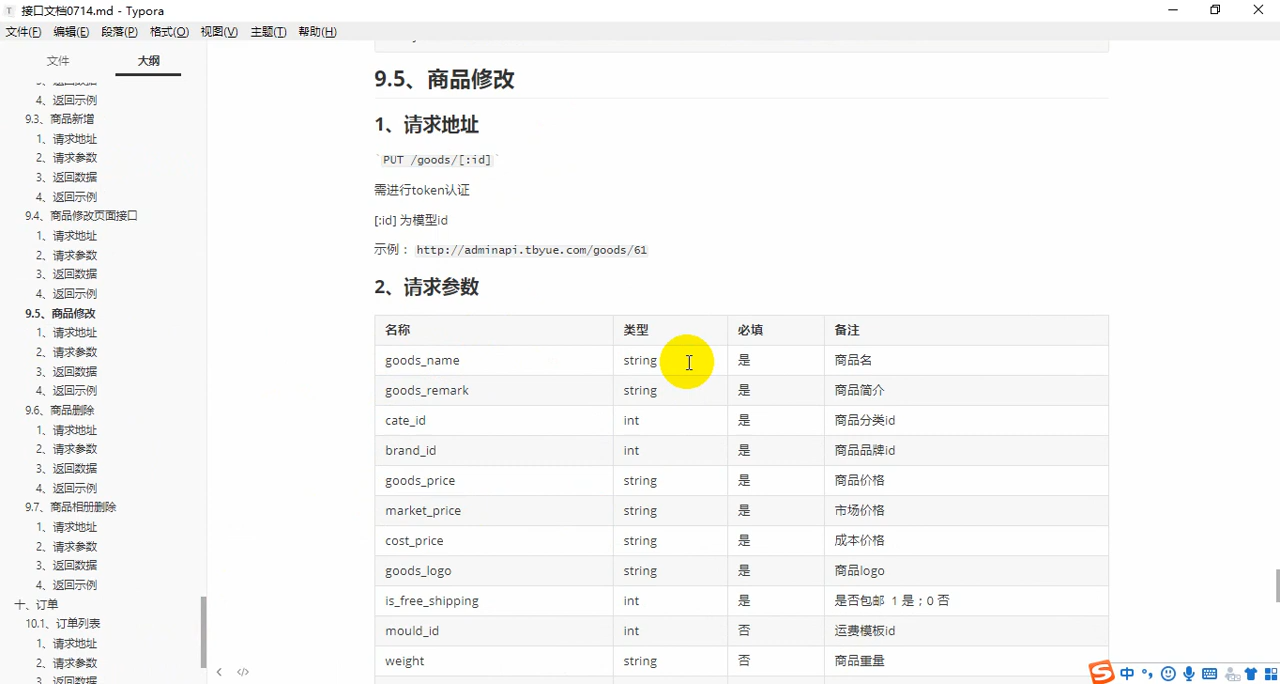 接口文档0714.md - Typora
文件(F) 编辑(E) 段落(P) 格式(O) 视图(V) 主题(T) 帮助(H)
文件 大纲
4、返回示例
9.3、商品新增
1、请求地址
2、请求参数
3、返回数据
4、返回示例
9.4、商品修改页面接口
1、请求地址
2、请求参数
3、返回数据
4、返回示例
9.5、商品修改
1、请求地址
2、请求参数
3、返回数据
4、返回示例
9.6、商品删除
1、请求地址
2、请求参数
3、返回数据
4、返回示例
9.7、商品相册删除
1、请求地址
2、请求参数
3、返回数据
4、返回示例
十、订单
10.1、订单列表
1、请求地址
2、请求参数
3、返回数据
9.5、商品修改
1、请求地址
`PUT /goods/[:id]`
需进行token认证
[:id] 为模型id
示例： http://adminapi.tbyue.com/goods/61
2、请求参数
名称 类型 必填 备注
goods_name string 是 商品名
goods_remark string 是 商品简介
cate_id int 是 商品分类id
brand_id int 是 商品品牌id
goods_price string 是 商品价格
market_price string 是 市场价格
cost_price string 是 成本价格
goods_logo string 是 商品logo
is_free_shipping int 是 是否包邮 1 是；0 否
mould_id int 否 运费模板id
weight string 否 商品重量
中